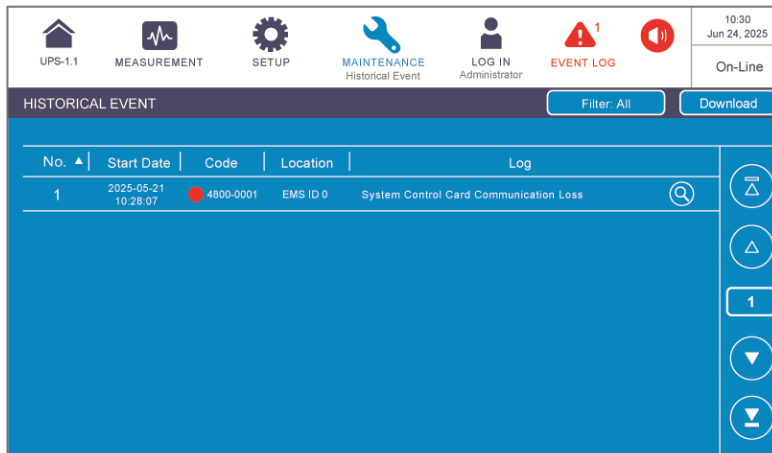 UPS-1.1
MEASUREMENT
SETUP
MAINTENANCE
Historical Event
LOG IN
Administrator
1
EVENT LOG
10:30
Jun 24, 2025
On-Line
HISTORICAL EVENT
Filter: All
Download
No. ▲ Start Date Code Location Log
1 2025-05-21
10:28:07
4800-0001 EMS ID 0 System Control Card Communication Loss
1